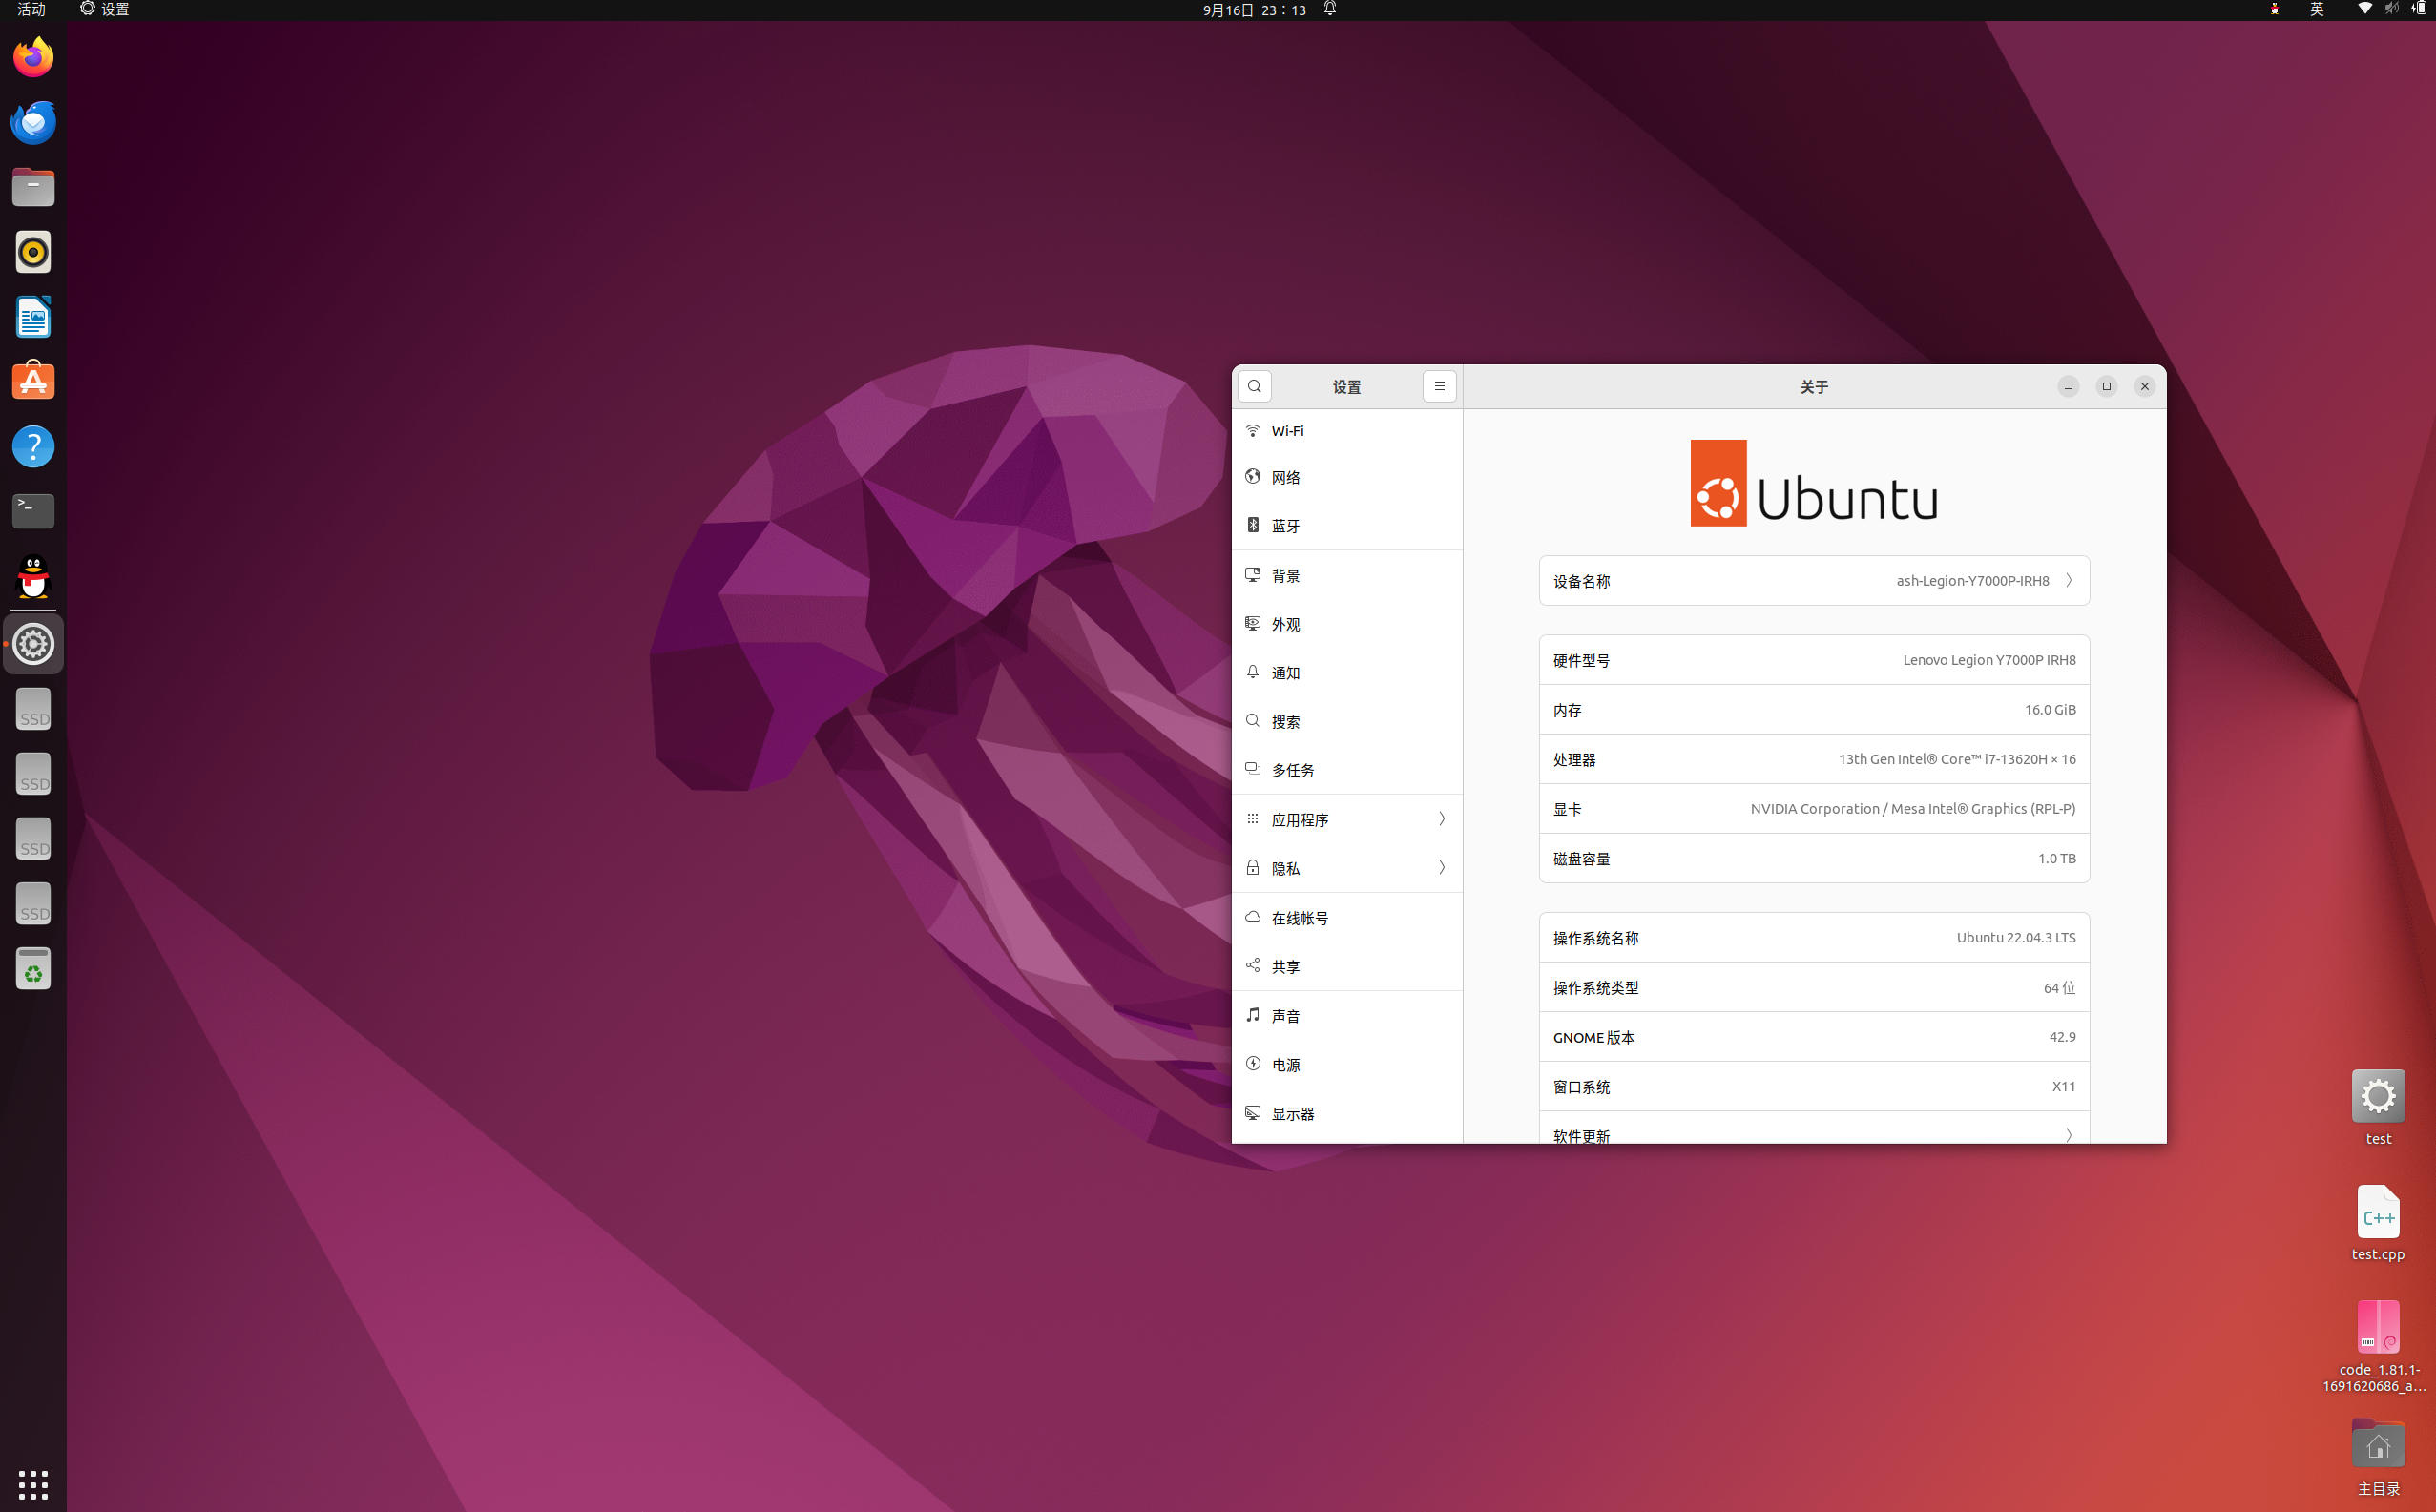 活动 设置 9月16日 23：13 英
设置 关于
Wi-Fi
网络
蓝牙
背景
外观
通知
搜索
多任务
应用程序
隐私
在线帐号
共享
声音
电源
显示器
Ubuntu
设备名称 ash-Legion-Y7000P-IRH8
硬件型号 Lenovo Legion Y7000P IRH8
内存 16.0 GiB
处理器 13th Gen Intel® Core™ i7-13620H × 16
显卡 NVIDIA Corporation / Mesa Intel® Graphics (RPL-P)
磁盘容量 1.0 TB
操作系统名称 Ubuntu 22.04.3 LTS
操作系统类型 64 位
GNOME 版本 42.9
窗口系统 X11
软件更新
>_
SSD
SSD
SSD
SSD
test
C++
test.cpp
code_1.81.1-
1691620686_a…
主目录